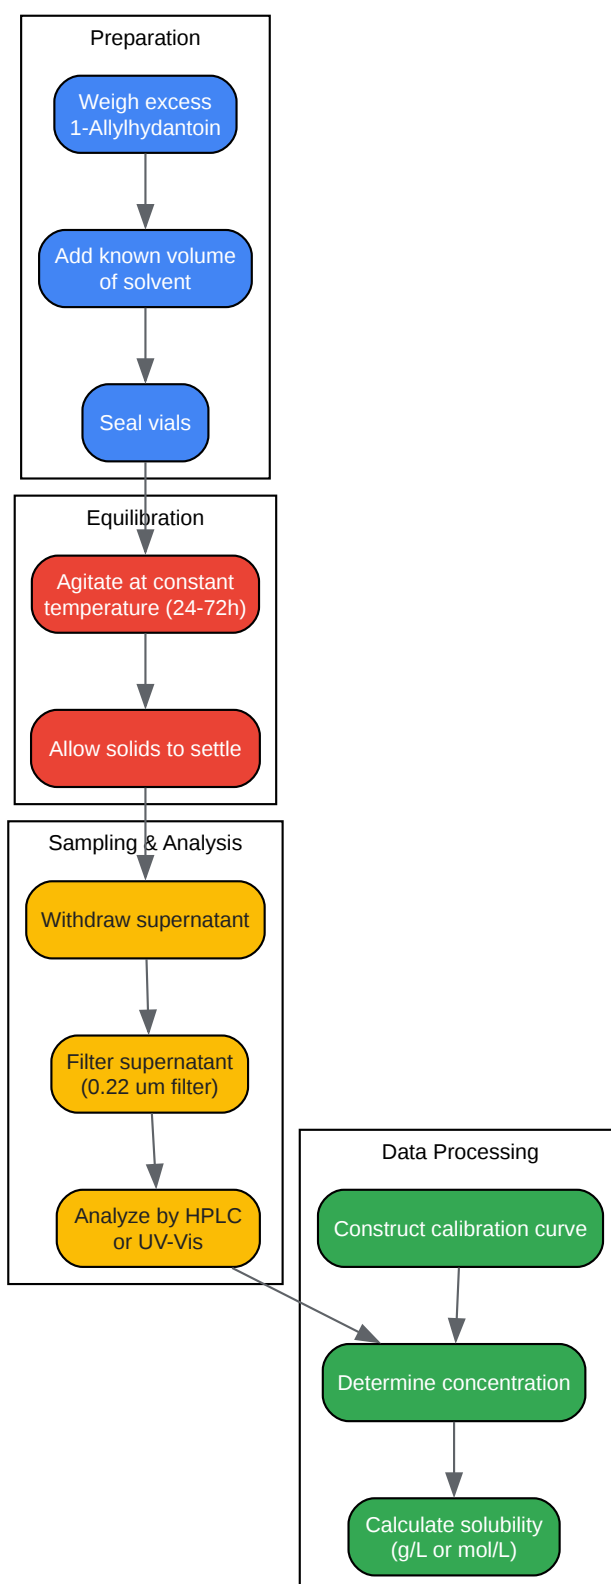 Preparation
Weigh excess
1-Allylhydantoin
Add known volume
of solvent
Seal vials
Equilibration
Agitate at constant
temperature (24-72h)
Allow solids to settle
Sampling & Analysis
Withdraw supernatant
Filter supernatant
(0.22 um filter)
Analyze by HPLC
or UV-Vis
Data Processing
Construct calibration curve
Determine concentration
Calculate solubility
(g/L or mol/L)